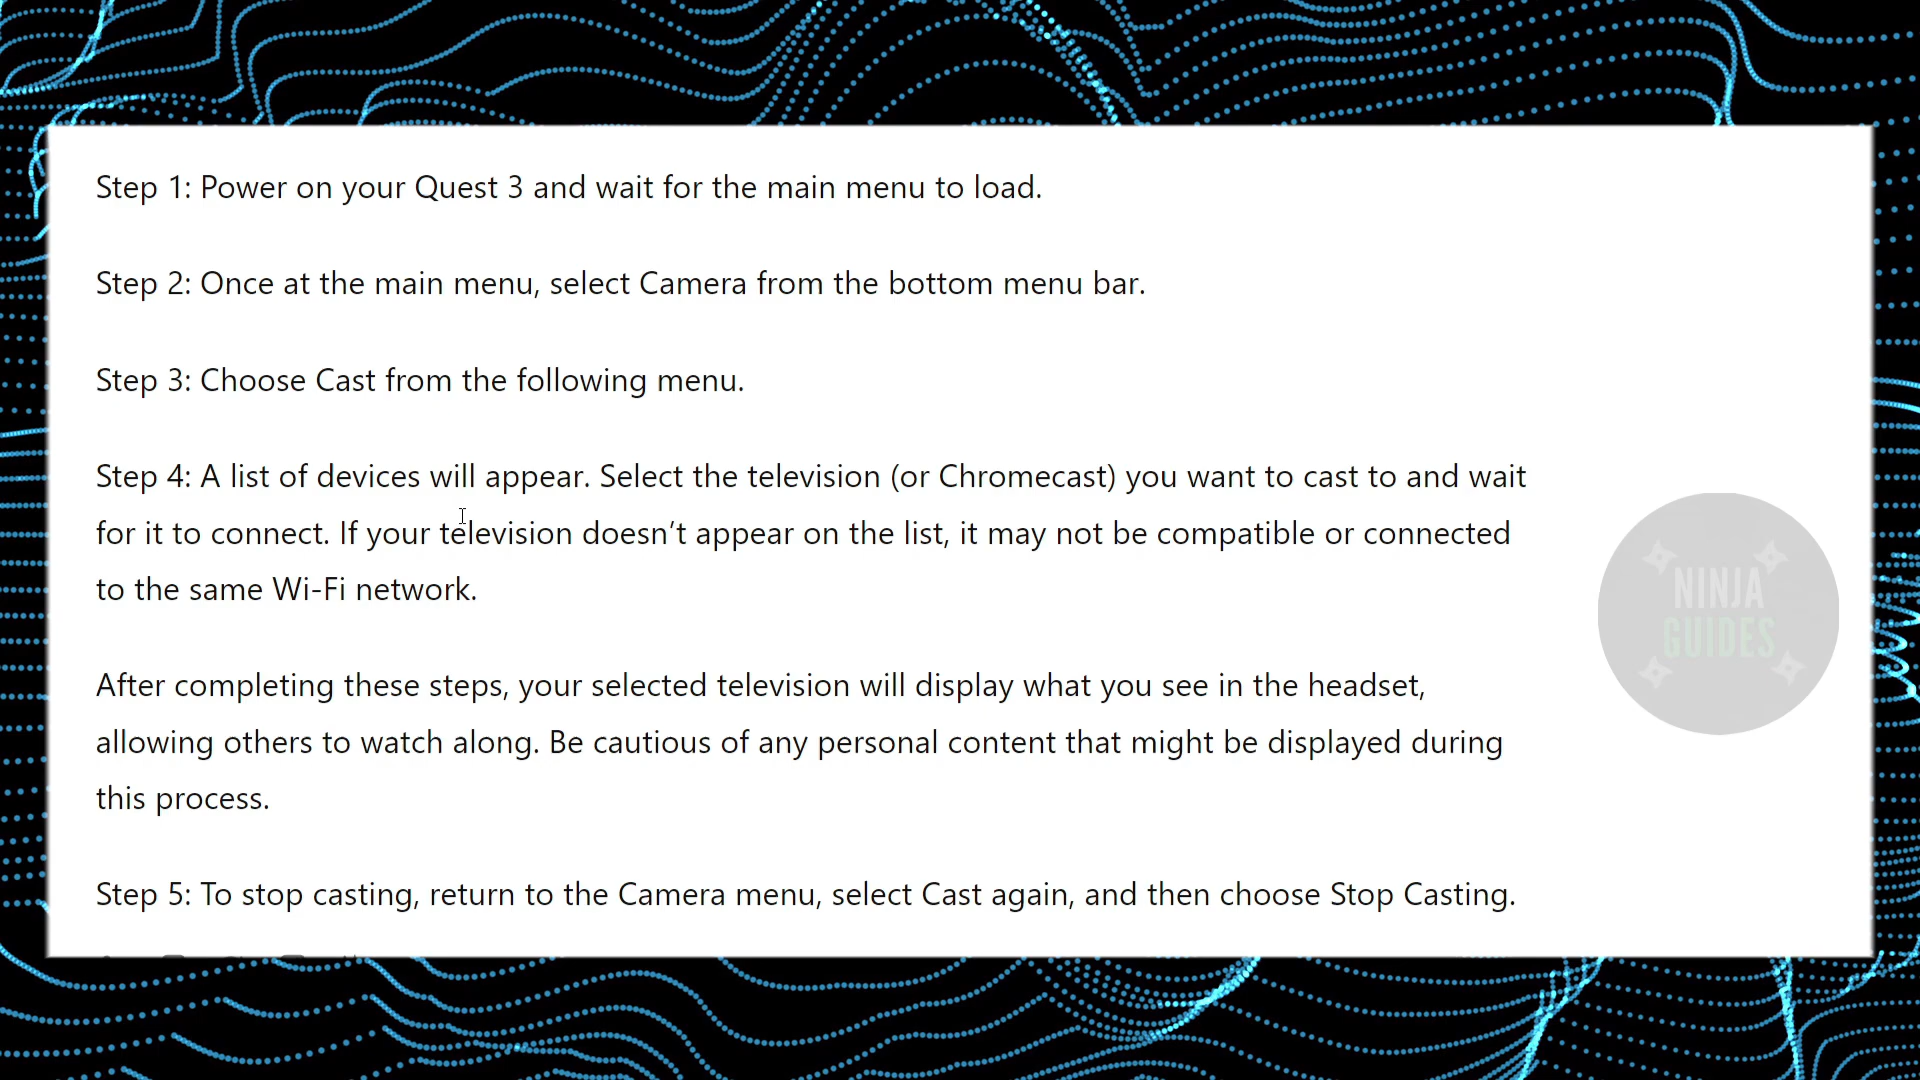 Step 1: Power on your Quest 3 and wait for the main menu to load.
Step 2: Once at the main menu, select Camera from the bottom menu bar.
Step 3: Choose Cast from the following menu.
Step 4: A list of devices will appear. Select the television (or Chromecast) you want to cast to and wait
for it to connect. If your television doesn’t appear on the list, it may not be compatible or connected
to the same Wi-Fi network.
NINJA
GUIDES
After completing these steps, your selected television will display what you see in the headset,
allowing others to watch along. Be cautious of any personal content that might be displayed during
this process.
Step 5: To stop casting, return to the Camera menu, select Cast again, and then choose Stop Casting.